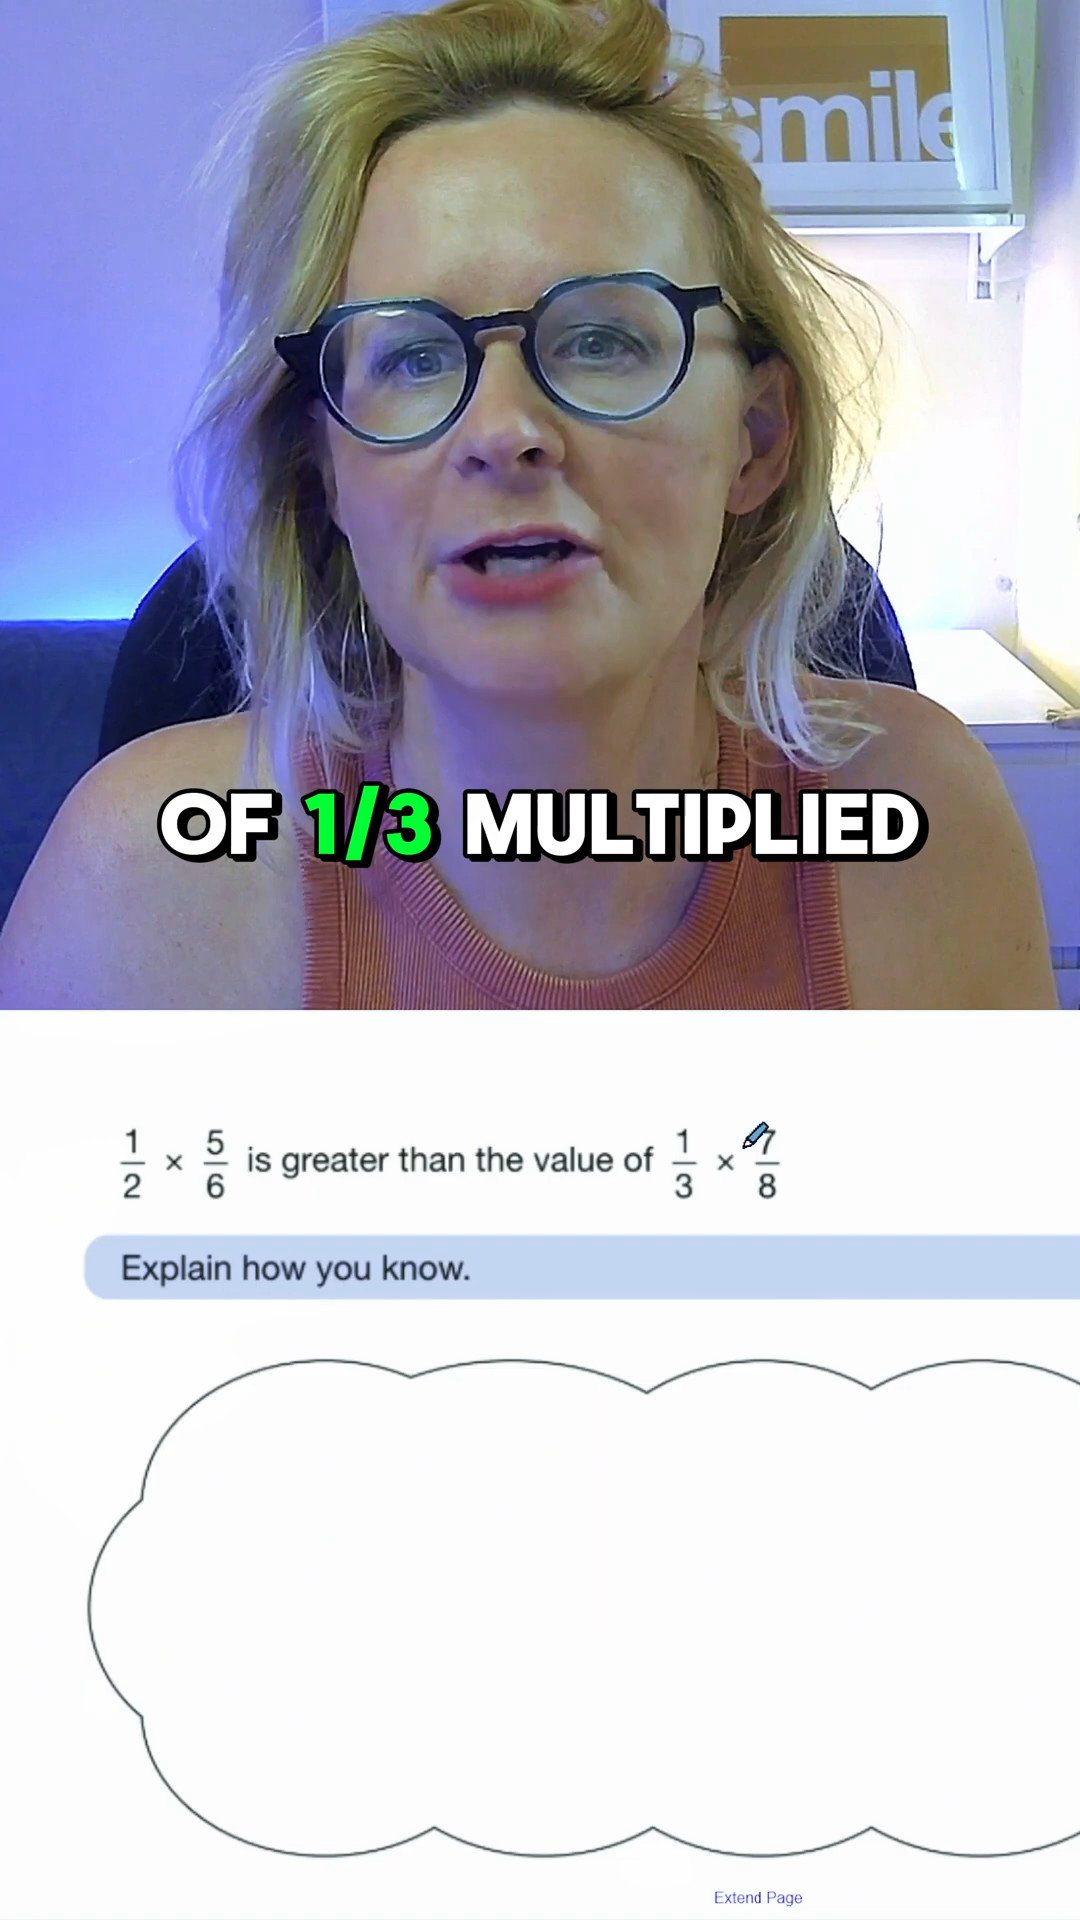 smile
OF 1/3 MULTIPLIED
1/2 × 5/6 is greater than the value of 1/3 × 7/8
Explain how you know.
Extend Page